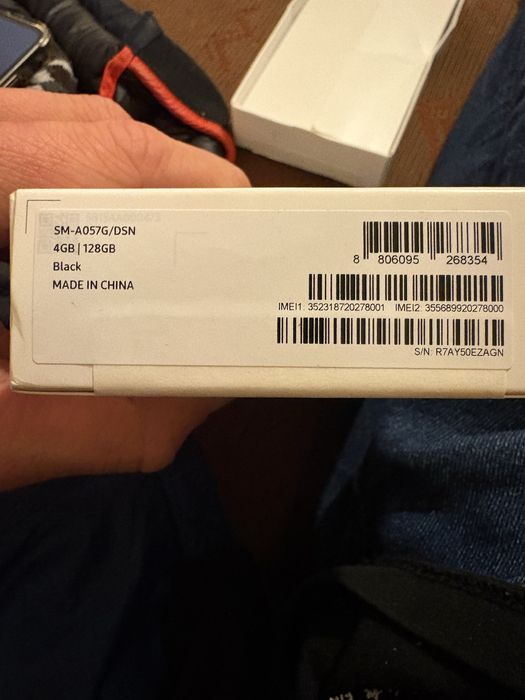 SM-A057G/DSN
4GB | 128GB
Black
MADE IN CHINA
8 806095 268354
IMEI1: 352318720278001 IMEI2: 355689920278000
S/N: R7AY50EZAGN